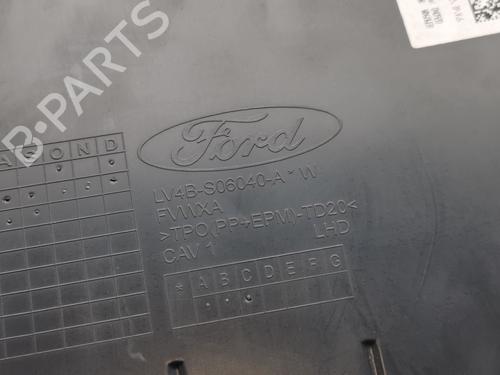 B-PARTS
Ford
A S O N D
LV4B-S06040-A*W
FVWXA
>TPO(PP+EPM)-TD20<
CAV 1 LHD
* A B C D E F G